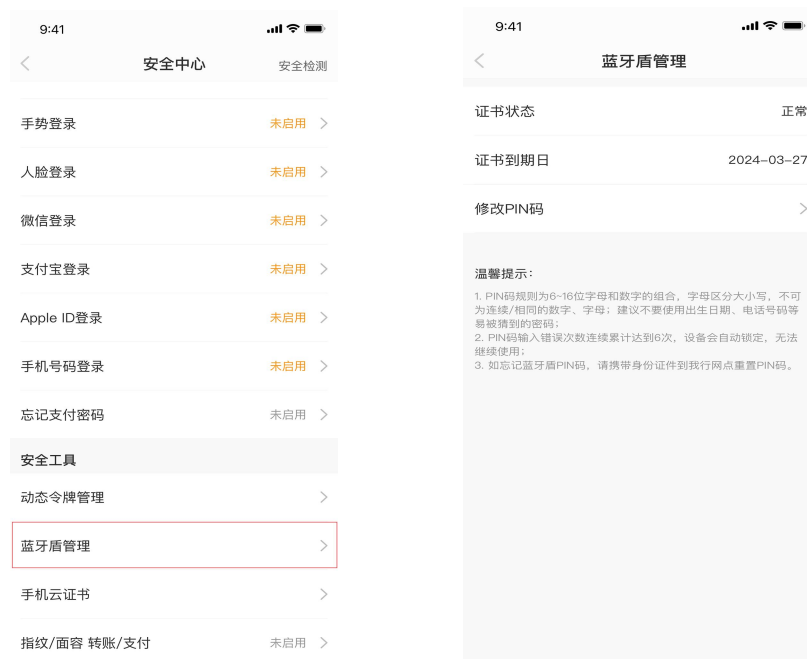 9:41
安全中心
安全检测
手势登录
未启用
人脸登录
未启用
微信登录
未启用
支付宝登录
未启用
Apple ID登录
未启用
手机号码登录
未启用
忘记支付密码
未启用
安全工具
动态令牌管理
蓝牙盾管理
手机云证书
指纹/面容 转账/支付
未启用
9:41
蓝牙盾管理
证书状态
正常
证书到期日
2024-03-27
修改PIN码
温馨提示：
1. PIN码规则为6~16位字母和数字的组合，字母区分大小写，不可
为连续/相同的数字、字母；建议不要使用出生日期、电话号码等
易被猜到的密码；
2. PIN码输入错误次数连续累计达到6次，设备会自动锁定，无法
继续使用；
3. 如忘记蓝牙盾PIN码，请携带身份证件到我行网点重置PIN码。